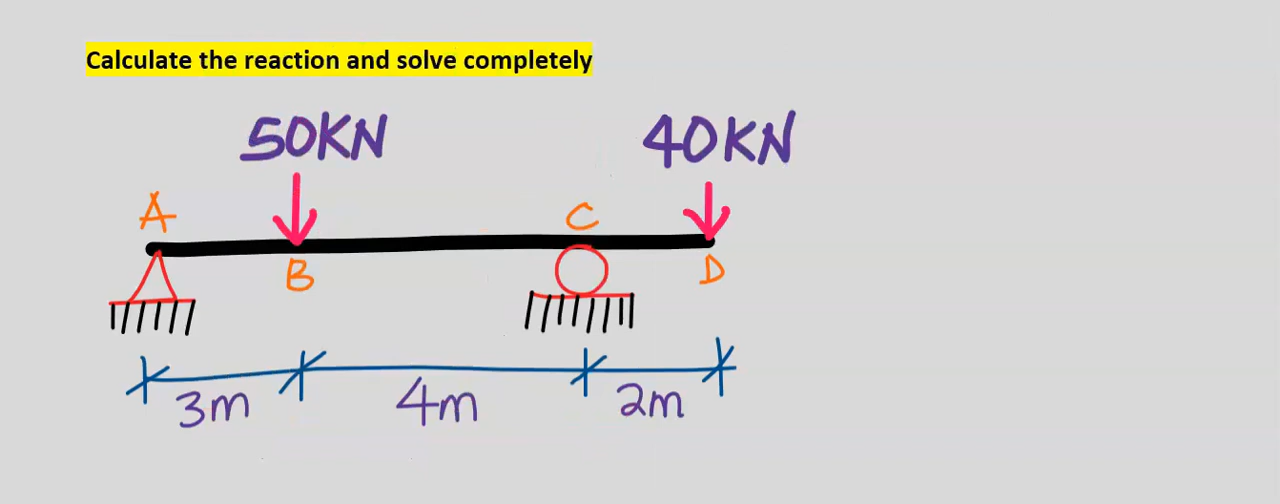 Calculate the reaction and solve completely
50KN 40KN
A C
B D
3m 4m 2m